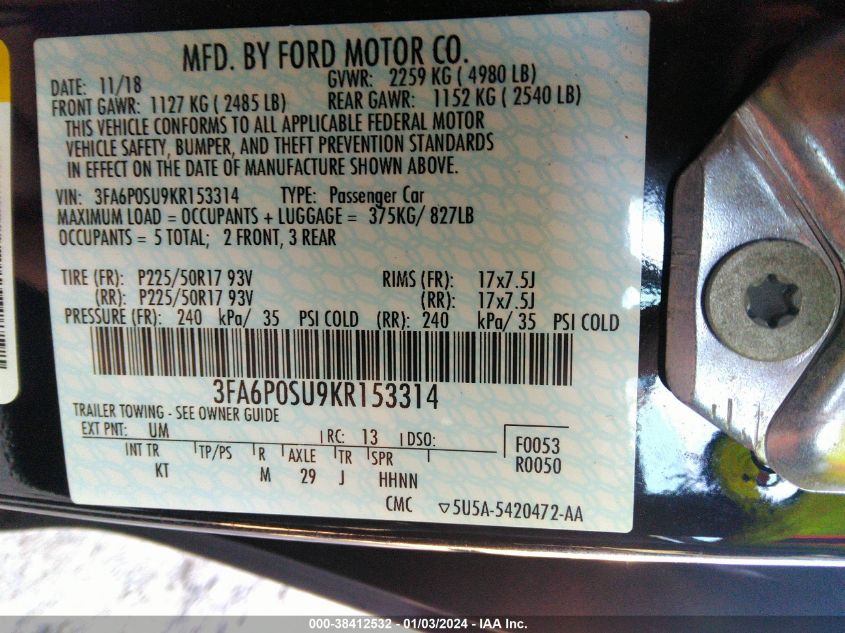 MFD. BY FORD MOTOR CO.
DATE: 11/18 GVWR: 2259 KG ( 4980 LB)
FRONT GAWR: 1127 KG ( 2485 LB) REAR GAWR: 1152 KG ( 2540 LB)
THIS VEHICLE CONFORMS TO ALL APPLICABLE FEDERAL MOTOR
VEHICLE SAFETY, BUMPER, AND THEFT PREVENTION STANDARDS
IN EFFECT ON THE DATE OF MANUFACTURE SHOWN ABOVE.
VIN: 3FA6P0SU9KR153314 TYPE: Passenger Car
MAXIMUM LOAD = OCCUPANTS + LUGGAGE = 375KG/ 827LB
OCCUPANTS = 5 TOTAL; 2 FRONT, 3 REAR
TIRE (FR): P225/50R17 93V RIMS (FR): 17x7.5J
(RR): P225/50R17 93V (RR): 17x7.5J
PRESSURE (FR): 240 kPa/ 35 PSI COLD (RR): 240 kPa/ 35 PSI COLD
3FA6P0SU9KR153314
TRAILER TOWING - SEE OWNER GUIDE
EXT PNT: UM RC: 13 DSO: F0053
R0050
INT TR TP/PS R AXLE TR SPR
KT M 29 J HHNN
CMC ▽5U5A-5420472-AA
000-38412532 - 01/03/2024 - IAA Inc.